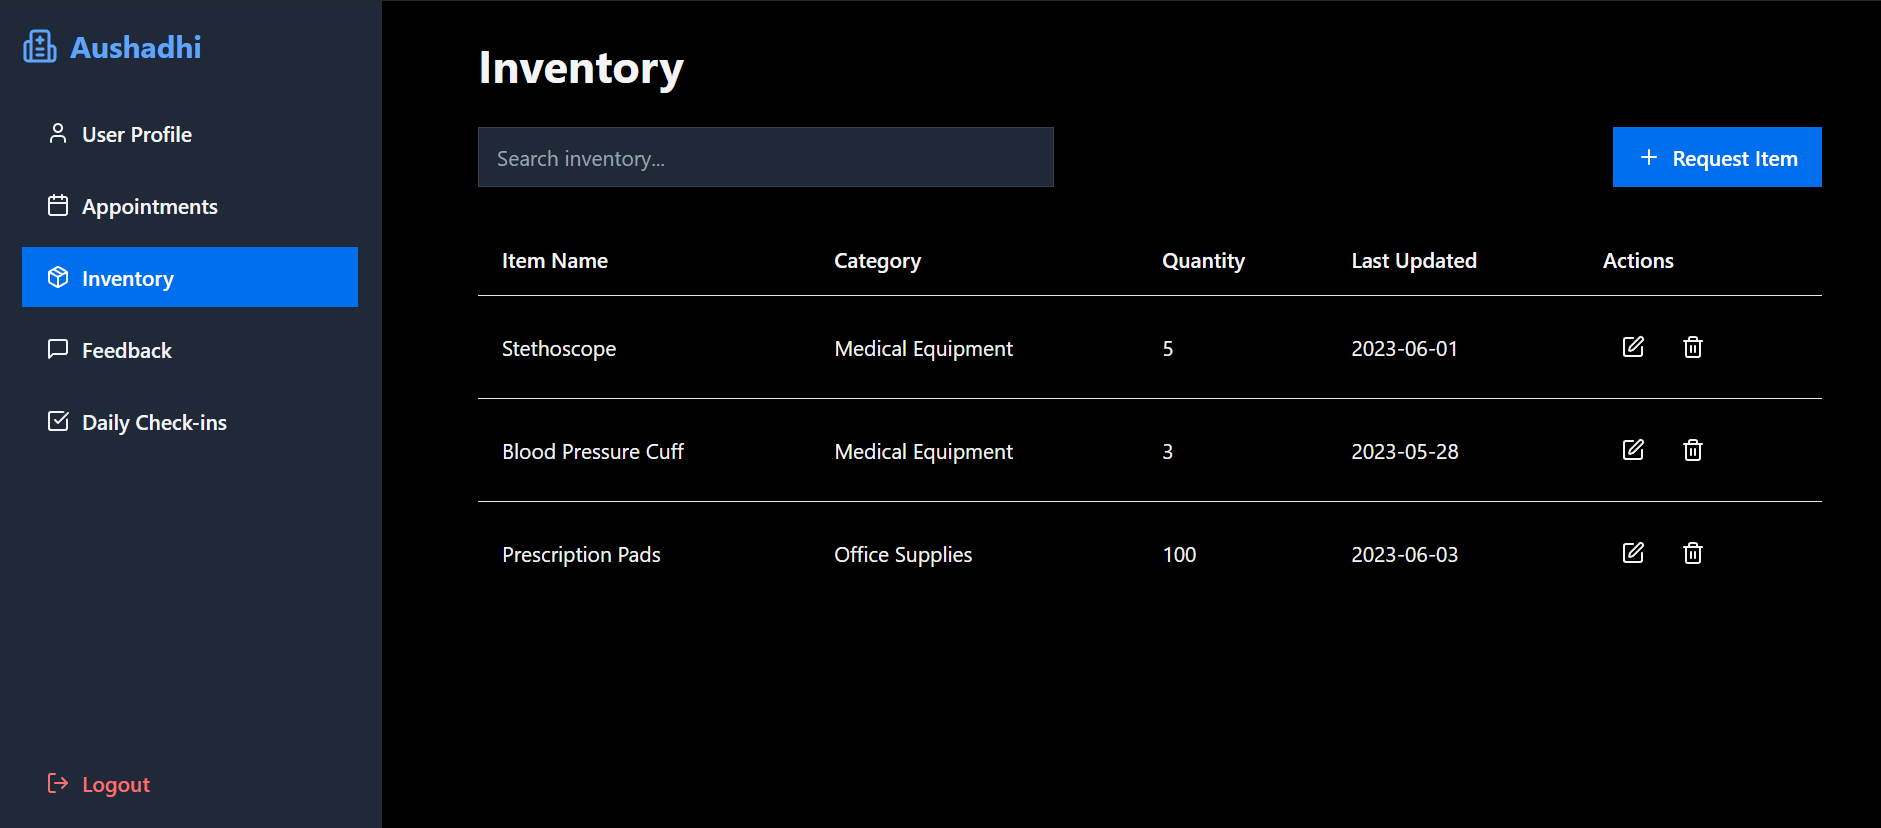 Aushadhi
User Profile
Appointments
Inventory
Feedback
Daily Check-ins
Logout
Inventory
Search inventory...
Request Item
Item Name Category Quantity Last Updated Actions
Stethoscope Medical Equipment 5 2023-06-01
Blood Pressure Cuff Medical Equipment 3 2023-05-28
Prescription Pads Office Supplies 100 2023-06-03